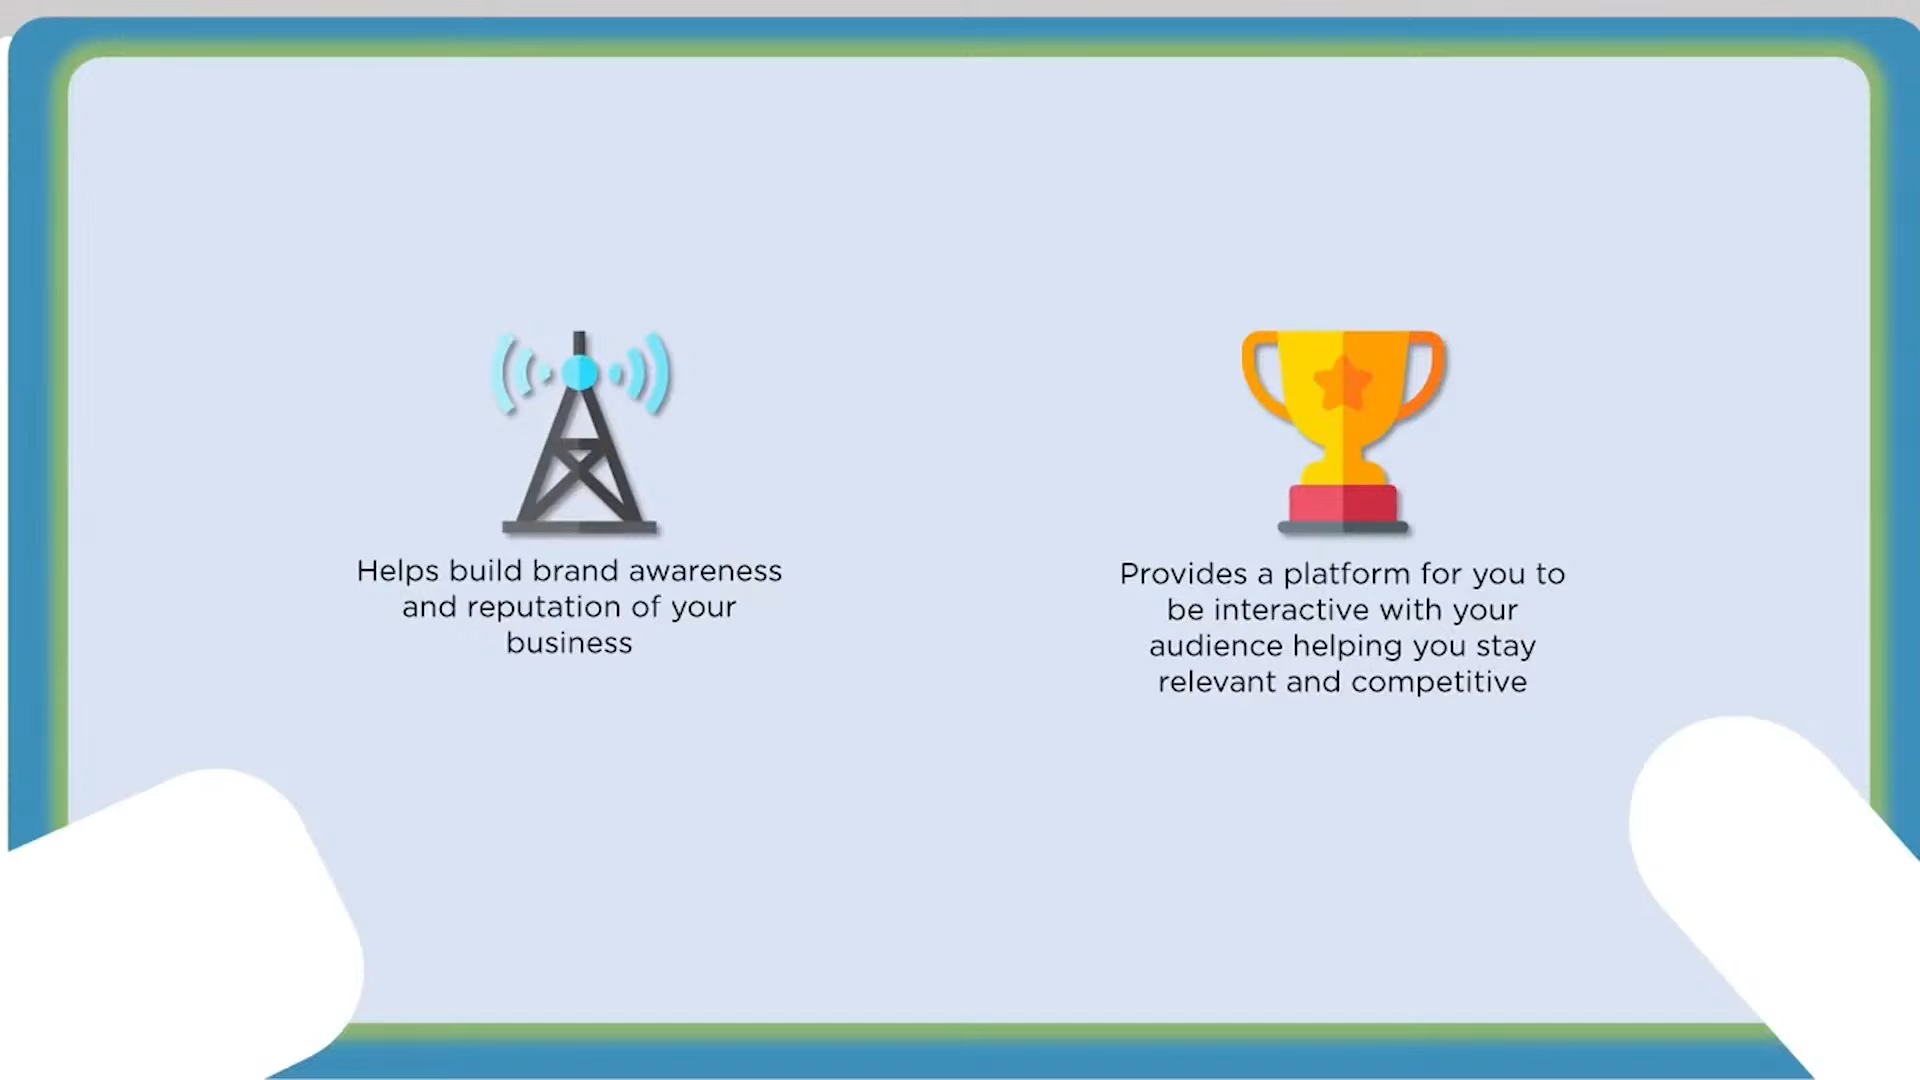 Helps build brand awareness
and reputation of your
business
Provides a platform for you to
be interactive with your
audience helping you stay
relevant and competitive